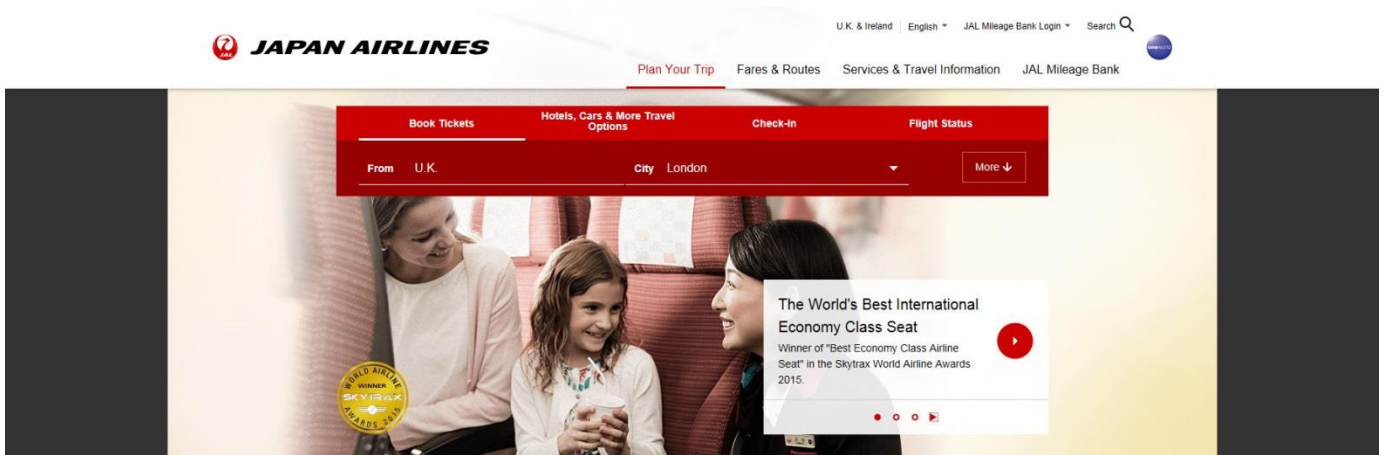 U.K. & Ireland
English
JAL Mileage Bank Login
Search
JAL
JAPAN AIRLINES
oneworld
Plan Your Trip
Fares & Routes
Services & Travel Information
JAL Mileage Bank
Book Tickets
Hotels, Cars & More Travel
Options
Check-In
Flight Status
From U.K.
City London
More
The World's Best International
Economy Class Seat
Winner of "Best Economy Class Airline
Seat" in the Skytrax World Airline Awards
2015.
WORLD AIRLINE
WINNER
SKYTRAX
AWARDS 2015